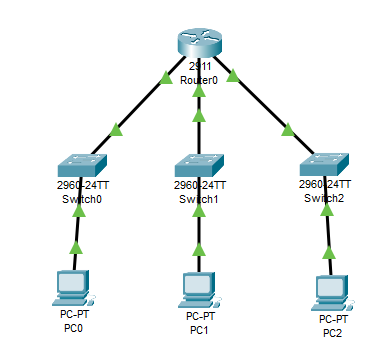 2911
Router0
2960-24TT
Switch0
2960-24TT
Switch1
2960-24TT
Switch2
PC-PT
PC0
PC-PT
PC1
PC-PT
PC2